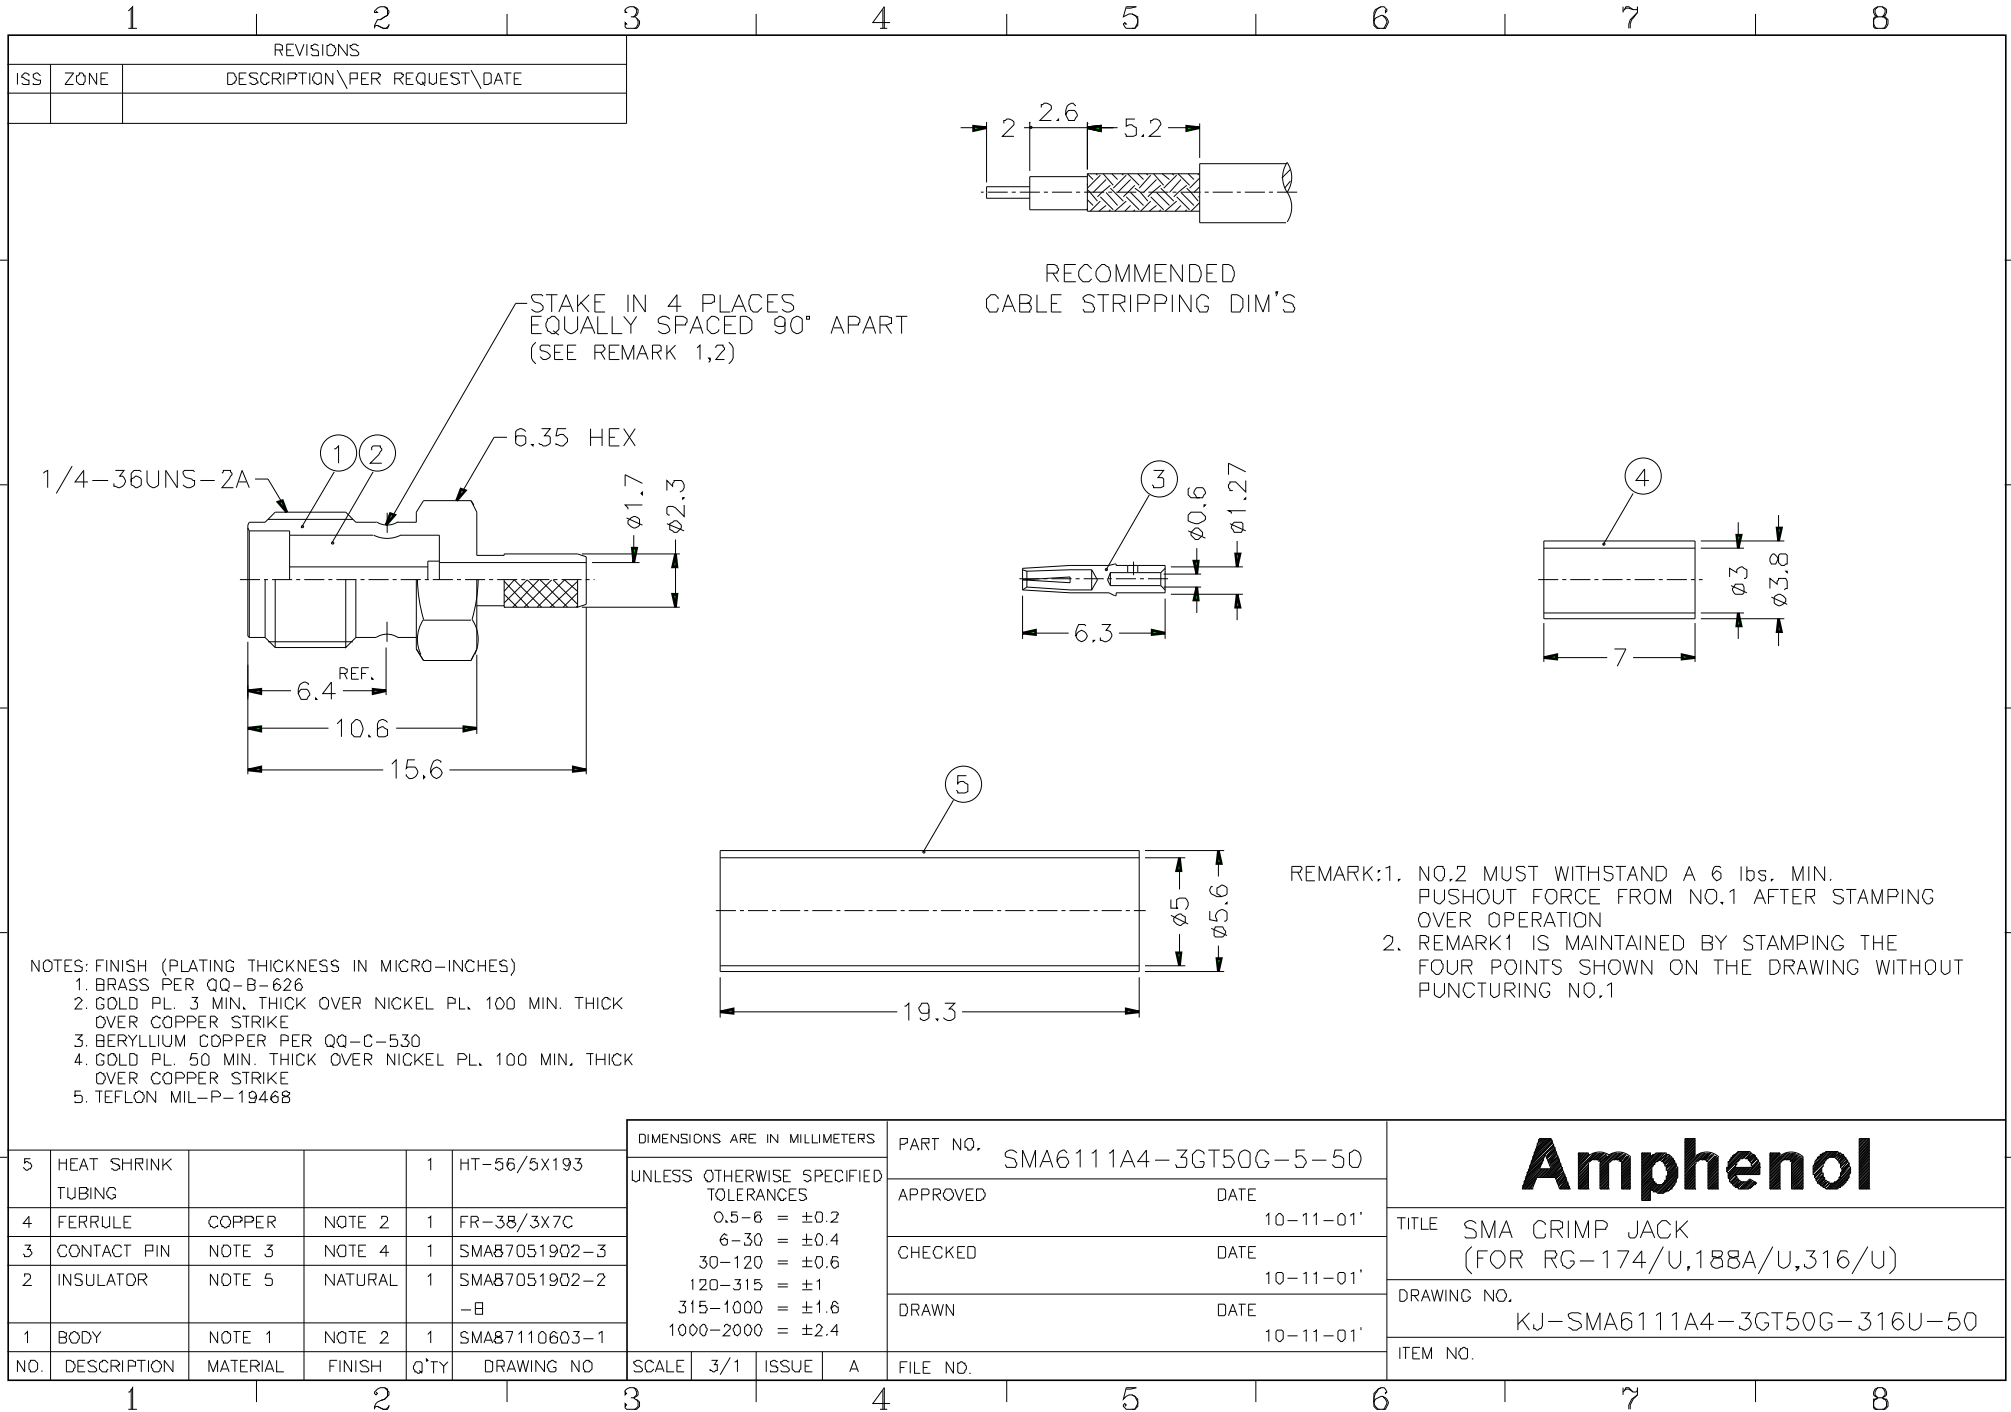 1 2 3 4 5 6 7 8
REVISIONS
ISS ZONE DESCRIPTION\PER REQUEST\DATE
2 2.6 5.2
RECOMMENDED
CABLE STRIPPING DIM'S
STAKE IN 4 PLACES
EQUALLY SPACED 90° APART
(SEE REMARK 1,2)
6.35 HEX
1/4-36UNS-2A
1 2
ø1.7
ø2.3
REF.
6.4
10.6
15.6
3
ø0.6
ø1.27
6.3
4
ø3
ø3.8
7
5
ø5
ø5.6
19.3
REMARK:1. NO.2 MUST WITHSTAND A 6 lbs. MIN.
PUSHOUT FORCE FROM NO.1 AFTER STAMPING
OVER OPERATION
2. REMARK1 IS MAINTAINED BY STAMPING THE
FOUR POINTS SHOWN ON THE DRAWING WITHOUT
PUNCTURING NO.1
NOTES: FINISH (PLATING THICKNESS IN MICRO-INCHES)
1. BRASS PER QQ-B-626
2. GOLD PL. 3 MIN. THICK OVER NICKEL PL. 100 MIN. THICK
OVER COPPER STRIKE
3. BERYLLIUM COPPER PER QQ-C-530
4. GOLD PL. 50 MIN. THICK OVER NICKEL PL. 100 MIN. THICK
OVER COPPER STRIKE
5. TEFLON MIL-P-19468
5 HEAT SHRINK 1 HT-56/5X193
TUBING
4 FERRULE COPPER NOTE 2 1 FR-38/3X7C
3 CONTACT PIN NOTE 3 NOTE 4 1 SMA87051902-3
2 INSULATOR NOTE 5 NATURAL 1 SMA87051902-2
-B
1 BODY NOTE 1 NOTE 2 1 SMA87110603-1
NO. DESCRIPTION MATERIAL FINISH Q'TY DRAWING NO
DIMENSIONS ARE IN MILLIMETERS
UNLESS OTHERWISE SPECIFIED
TOLERANCES
0.5-6 = ±0.2
6-30 = ±0.4
30-120 = ±0.6
120-315 = ±1
315-1000 = ±1.6
1000-2000 = ±2.4
SCALE 3/1 ISSUE A
PART NO. SMA6111A4-3GT50G-5-50
APPROVED DATE
10-11-01'
CHECKED DATE
10-11-01'
DRAWN DATE
10-11-01'
FILE NO.
Amphenol
TITLE SMA CRIMP JACK
(FOR RG-174/U,188A/U,316/U)
DRAWING NO.
KJ-SMA6111A4-3GT50G-316U-50
ITEM NO.
1 2 3 4 5 6 7 8